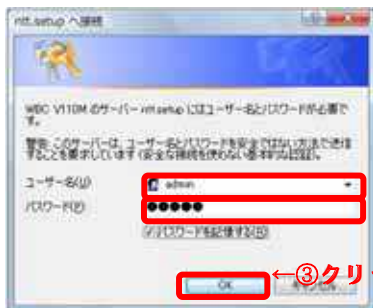 ntt.setup へ接続
WBC V110M のサーバー ntt.setup にはユーザー名とパスワードが必要で
す。
警告: このサーバーは、ユーザー名とパスワードを安全ではない方法で送信
することを要求しています (安全な接続を使わない基本的な認証)。
ユーザー名(U)
admin
パスワード(P)
●●●●●
パスワードを記憶する(R)
OK
キャンセル
←③クリ